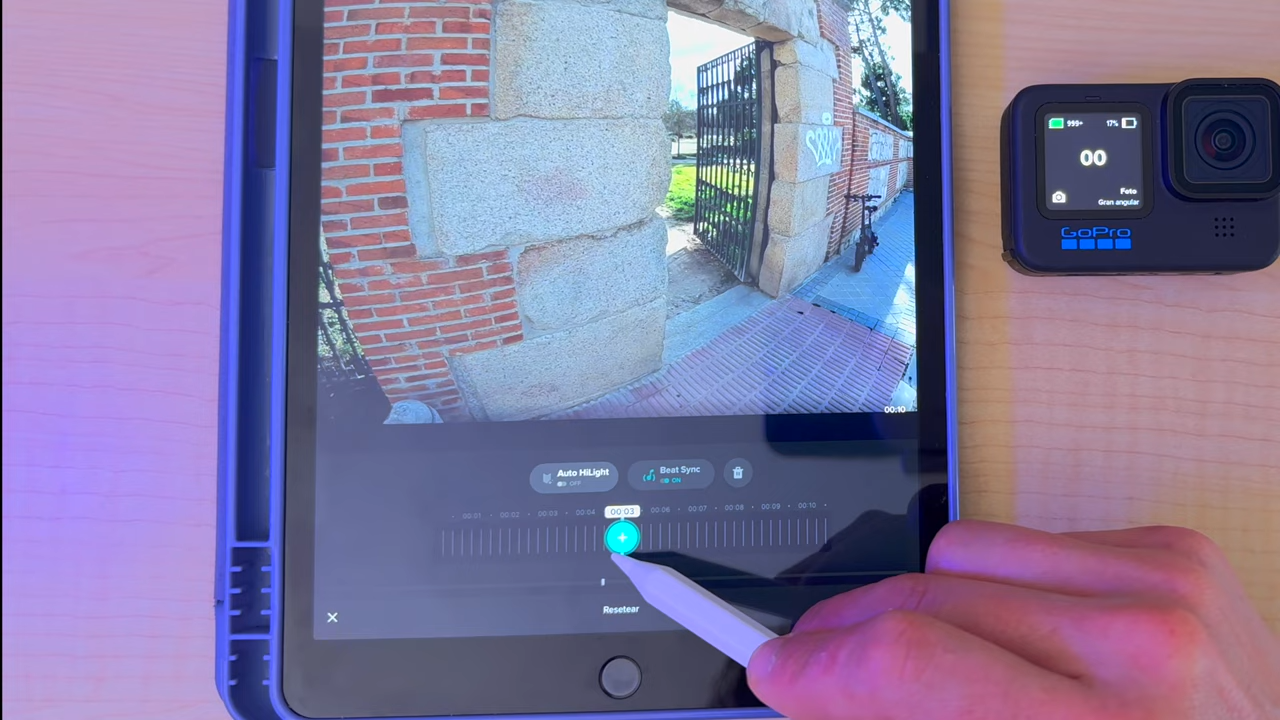 999+
17%
00
Foto
Gran angular
GoPro
00:10
Auto HiLight
OFF
Beat Sync
ON
00:01 00:02 00:03 00:04 00:03 00:06 00:07 00:08 00:09 00:10
+
Resetear
×